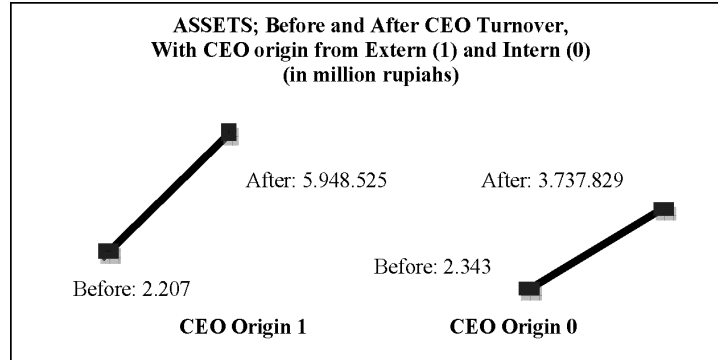 ASSETS; Before and After CEO Turnover,
With CEO origin from Extern (1) and Intern (0)
(in million rupiahs)
After: 5.948.525
After: 3.737.829
Before: 2.207
Before: 2.343
CEO Origin 1
CEO Origin 0